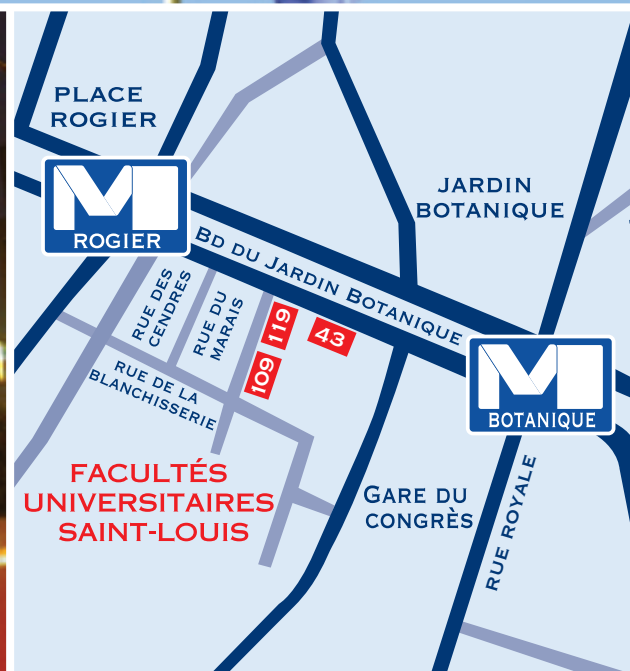 PLACE
ROGIER
M
ROGIER
JARDIN
BOTANIQUE
BD DU JARDIN BOTANIQUE
RUE DES
CENDRES
RUE DU
MARAIS
119
43
109
RUE DE LA
BLANCHISSERIE
M
BOTANIQUE
FACULTÉS
UNIVERSITAIRES
SAINT-LOUIS
GARE DU
CONGRÈS
RUE ROYALE